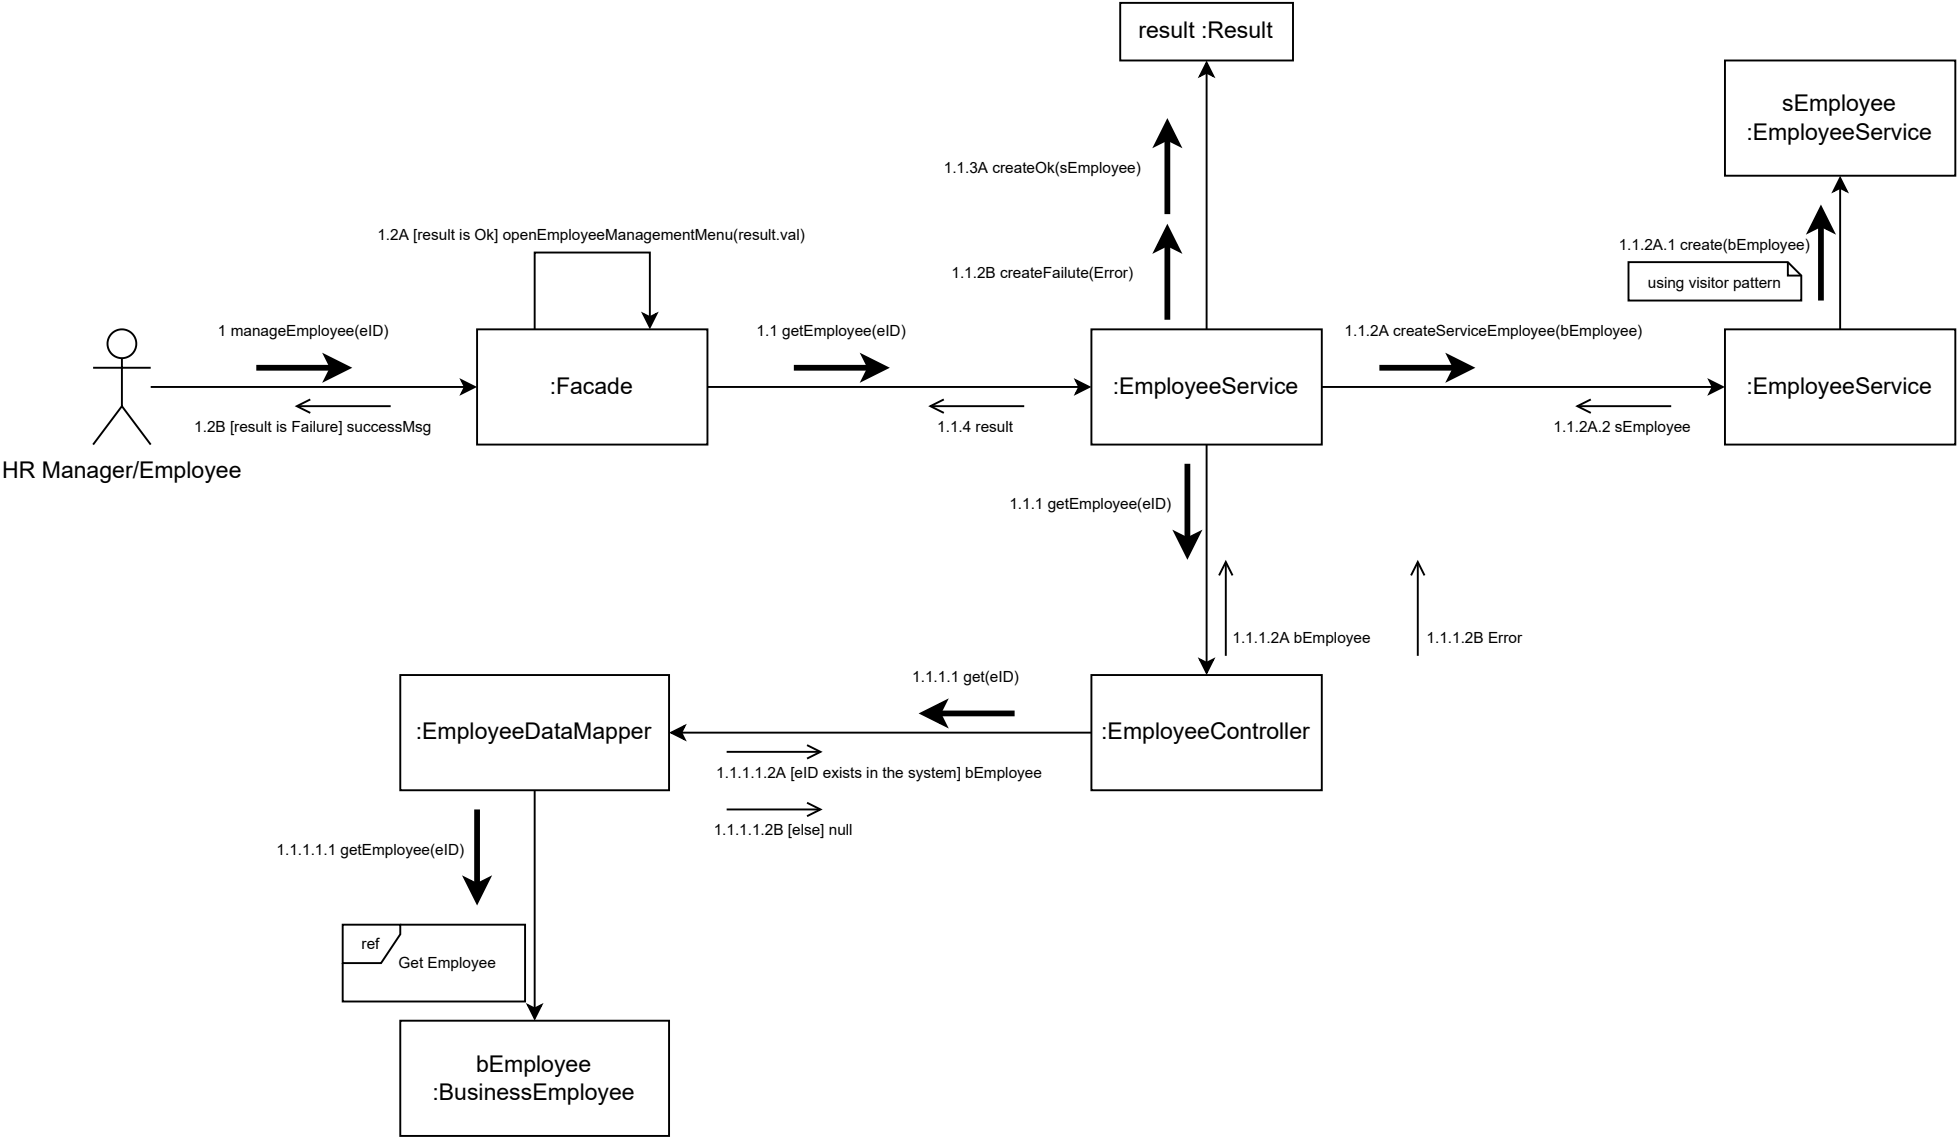 result :Result
sEmployee
:EmployeeService
1.1.3A createOk(sEmployee)
1.2A [result is Ok] openEmployeeManagementMenu(result.val)
1.1.2A.1 create(bEmployee)
1.1.2B createFailute(Error)
using visitor pattern
1 manageEmployee(eID)
1.1 getEmployee(eID)
1.1.2A createServiceEmployee(bEmployee)
:Facade
:EmployeeService
:EmployeeService
1.2B [result is Failure] successMsg
1.1.4 result
1.1.2A.2 sEmployee
HR Manager/Employee
1.1.1 getEmployee(eID)
1.1.1.2A bEmployee
1.1.1.2B Error
1.1.1.1 get(eID)
:EmployeeDataMapper
:EmployeeController
1.1.1.1.2A [eID exists in the system] bEmployee
1.1.1.1.2B [else] null
1.1.1.1.1 getEmployee(eID)
ref
Get Employee
bEmployee
:BusinessEmployee